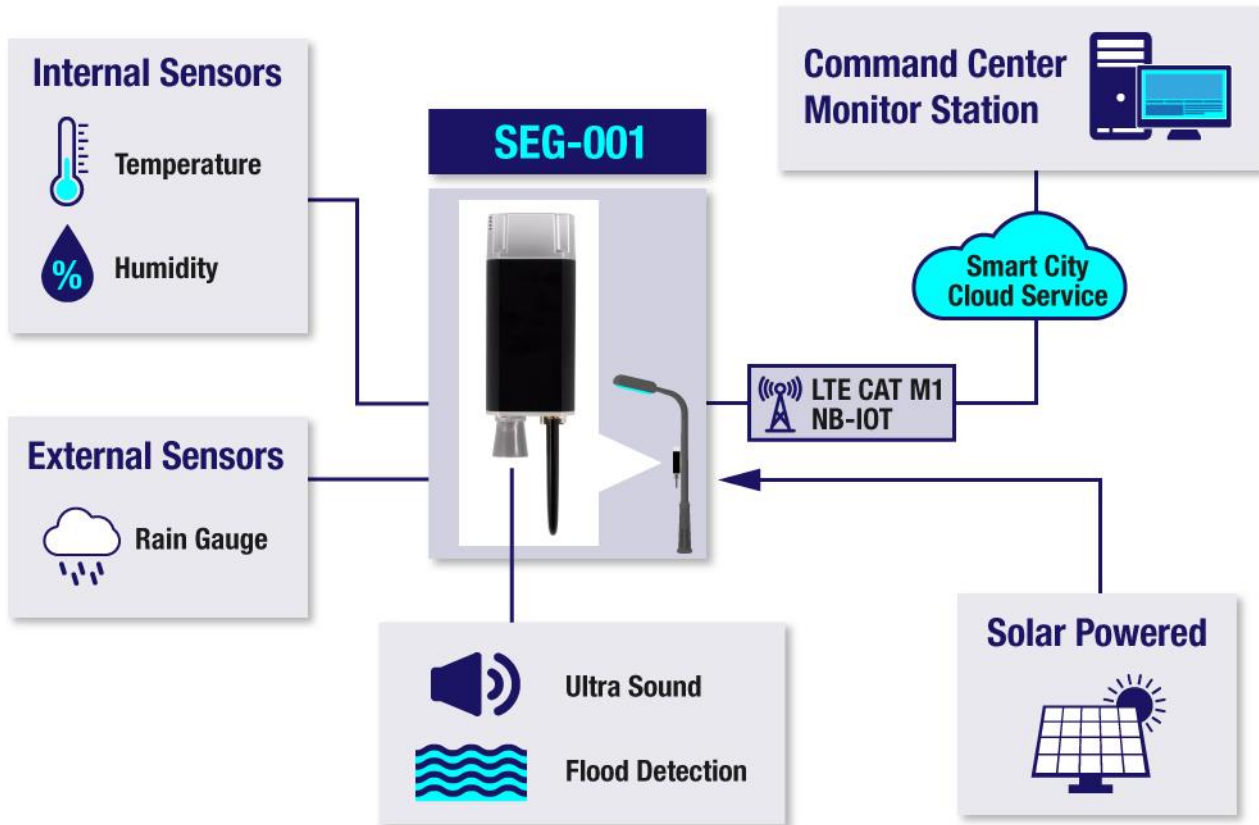 Internal Sensors
Temperature
%
Humidity
External Sensors
Rain Gauge
SEG-001
Ultra Sound
Flood Detection
Command Center
Monitor Station
Smart City
Cloud Service
LTE CAT M1
NB-IOT
Solar Powered